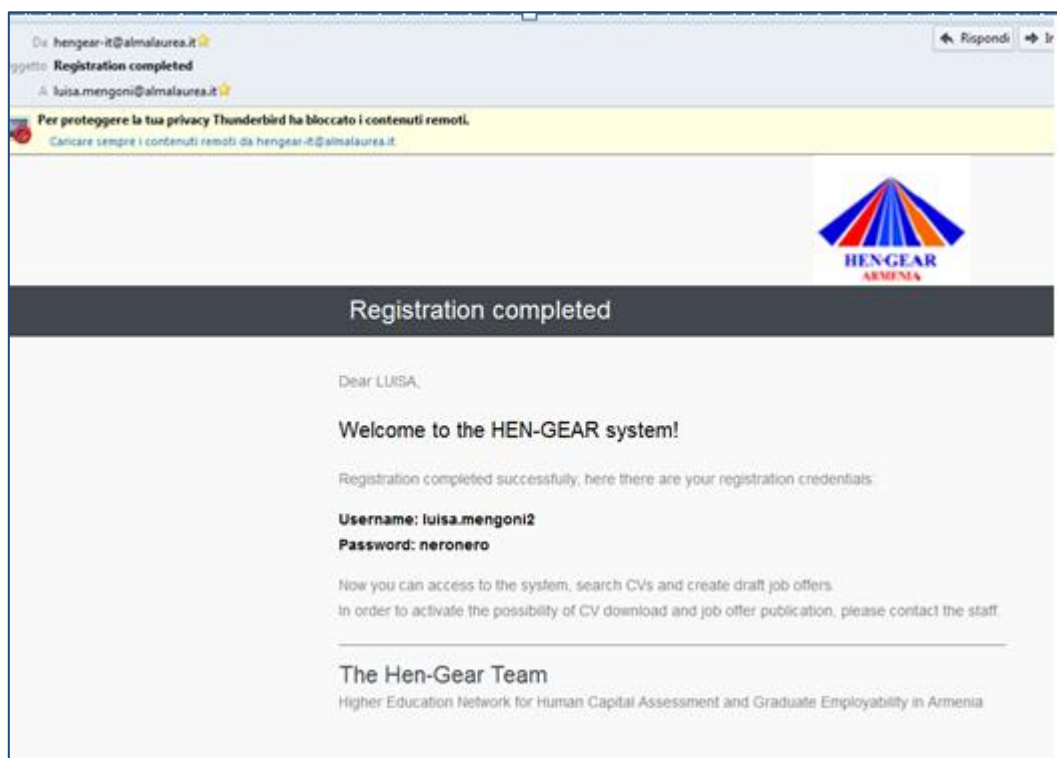 Da hengear-it@almalaurea.it
Rispondi
ggetto Registration completed
A luisa.mengoni@almalaurea.it
Per proteggere la tua privacy Thunderbird ha bloccato i contenuti remoti.
Caricare sempre i contenuti remoti da hengear-it@almalaurea.it
HEN-GEAR
ARMENIA
Registration completed
Dear LUISA,
Welcome to the HEN-GEAR system!
Registration completed successfully, here there are your registration credentials:
Username: luisa.mengoni2
Password: neronero
Now you can access to the system, search CVs and create draft job offers.
In order to activate the possibility of CV download and job offer publication, please contact the staff.
The Hen-Gear Team
Higher Education Network for Human Capital Assessment and Graduate Employability in Armenia